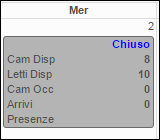 Mer
2
Chiuso
Cam Disp 8
Letti Disp 10
Cam Occ 0
Arrivi 0
Presenze